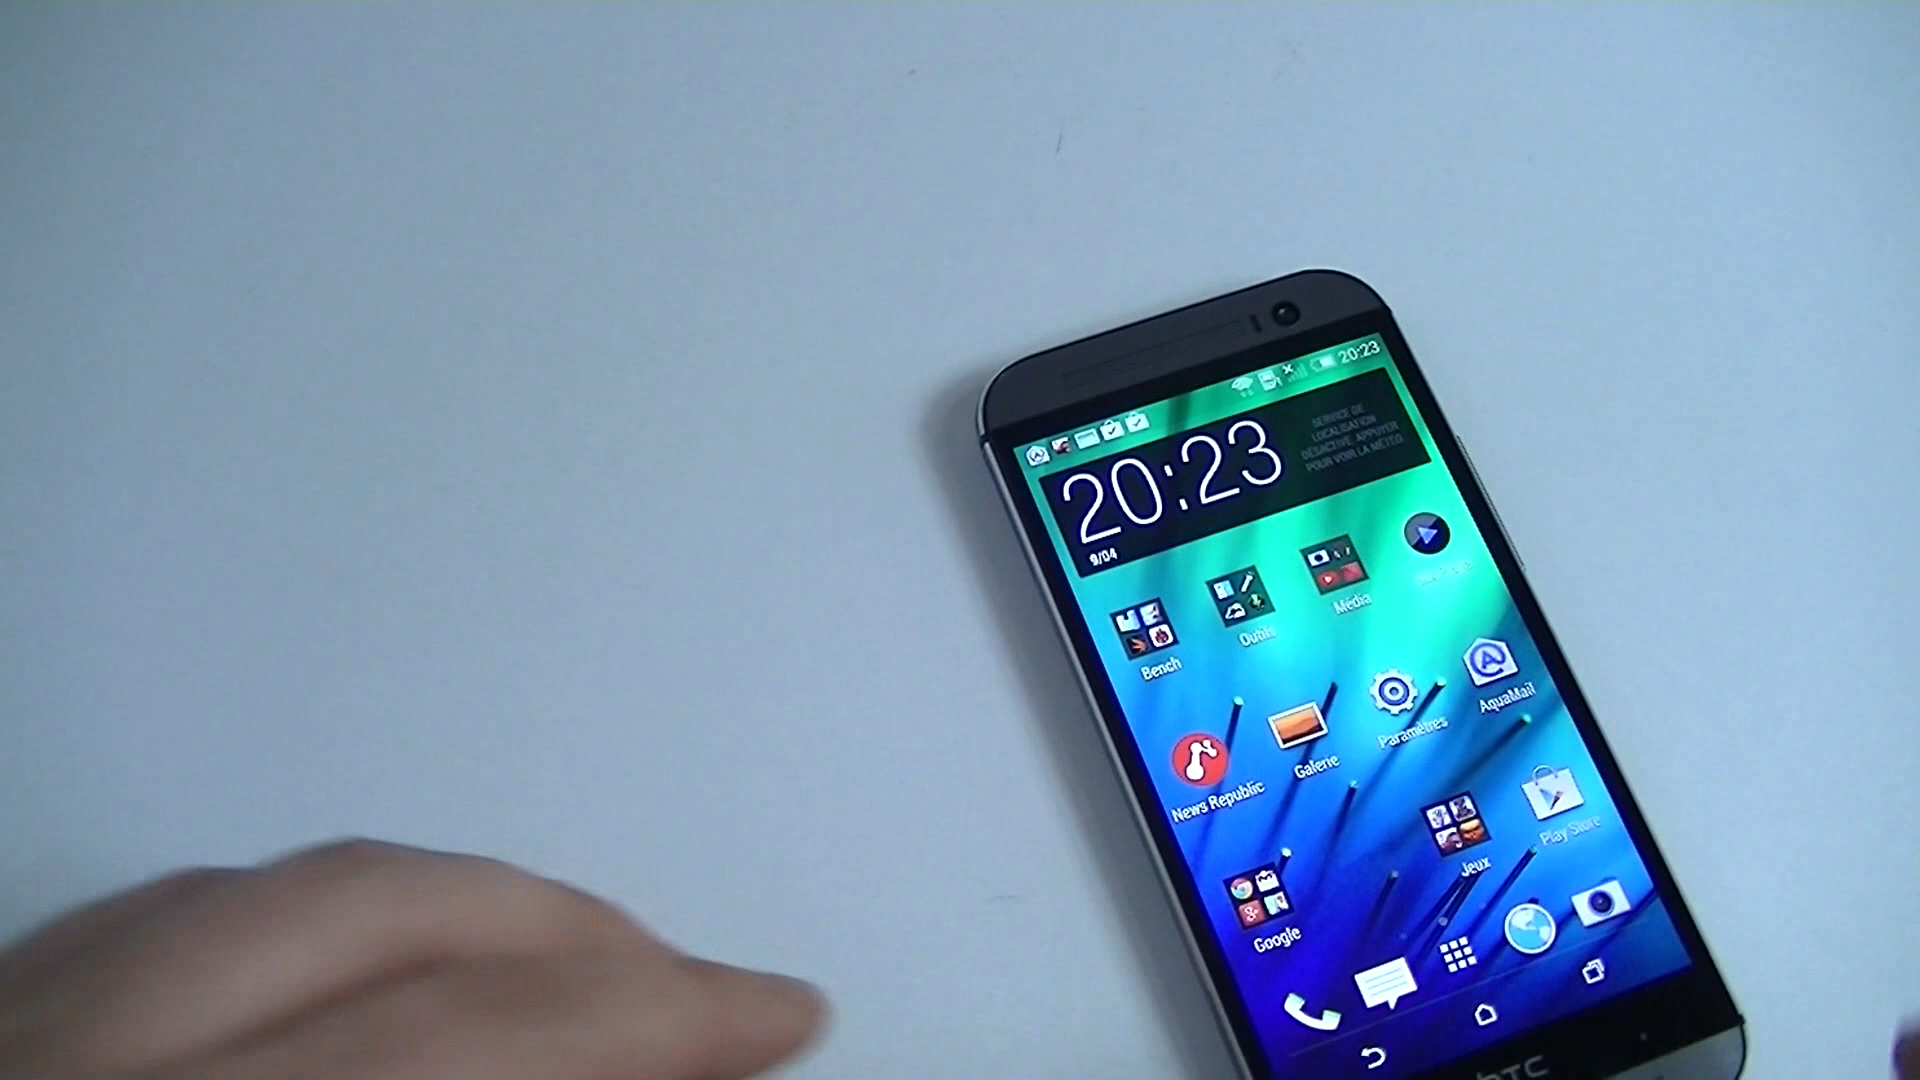 20:23
20:23
SERVICE DE
LOCALISATION
DÉSACTIVÉ. APPUYER
POUR VOIR LA MÉTÉO.
9/04
Bench
Outils
Média
News Republic
Galerie
Paramètres
AquaMail
Google
Jeux
Play Store
hTC